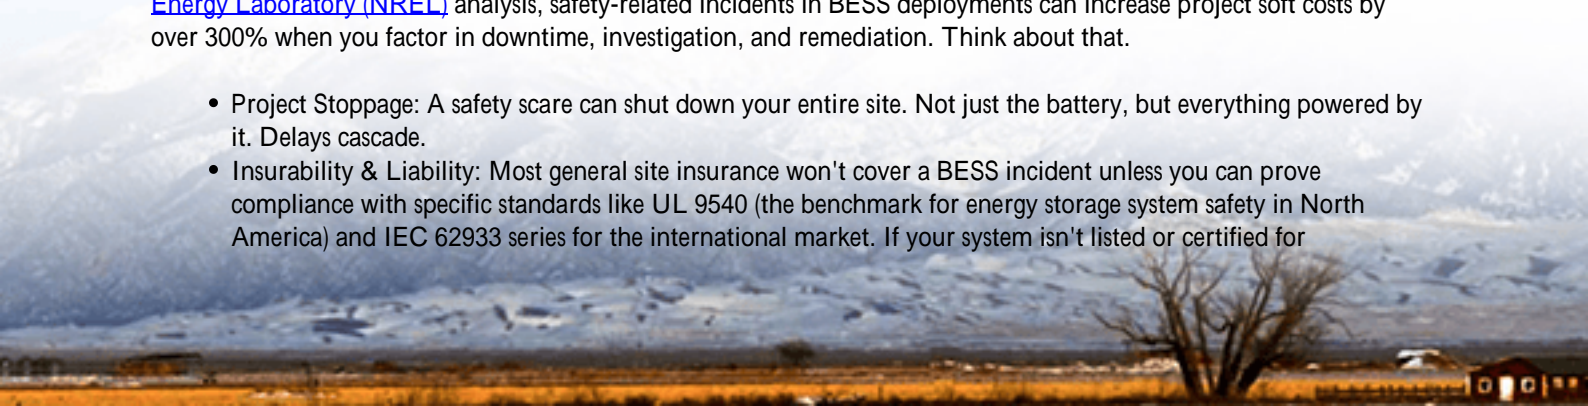 Energy Laboratory (NREL) analysis, safety-related incidents in BESS deployments can increase project soft costs by
over 300% when you factor in downtime, investigation, and remediation. Think about that.
• Project Stoppage: A safety scare can shut down your entire site. Not just the battery, but everything powered by
it. Delays cascade.
• Insurability & Liability: Most general site insurance won't cover a BESS incident unless you can prove
compliance with specific standards like UL 9540 (the benchmark for energy storage system safety in North
America) and IEC 62933 series for the international market. If your system isn't listed or certified for